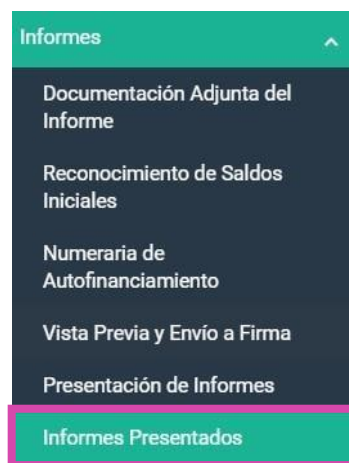 Informes
Documentación Adjunta del
Informe
Reconocimiento de Saldos
Iniciales
Numeraria de
Autofinanciamiento
Vista Previa y Envío a Firma
Presentación de Informes
Informes Presentados